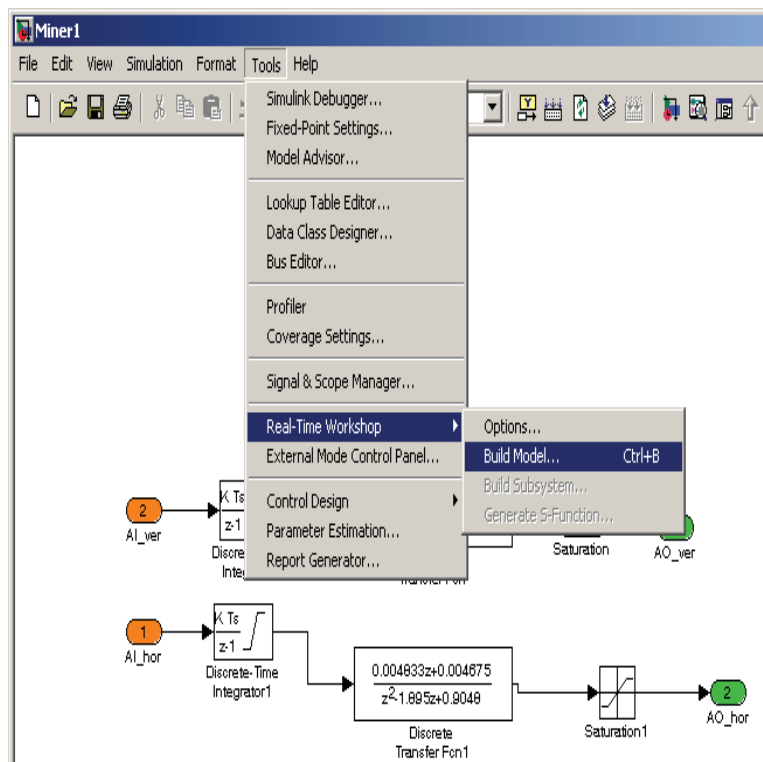 Miner1
File Edit View Simulation Format Tools Help
Simulink Debugger...
Fixed-Point Settings...
Model Advisor...
Lookup Table Editor...
Data Class Designer...
Bus Editor...
Profiler
Coverage Settings...
Signal & Scope Manager...
Real-Time Workshop
External Mode Control Panel...
Control Design
Parameter Estimation...
Report Generator...
Options...
Build Model... Ctrl+B
Build Subsystem...
Generate S-Function...
2
AI_ver
K Ts
z-1
Discre
Inte
Transfer Fcn
Saturation
AO_ver
1
AI_hor
K Ts
z-1
Discrete-Time
Integrator1
0.004833z+0.004675
z²-1.895z+0.9048
Discrete
Transfer Fcn1
Saturation1
2
AO_hor